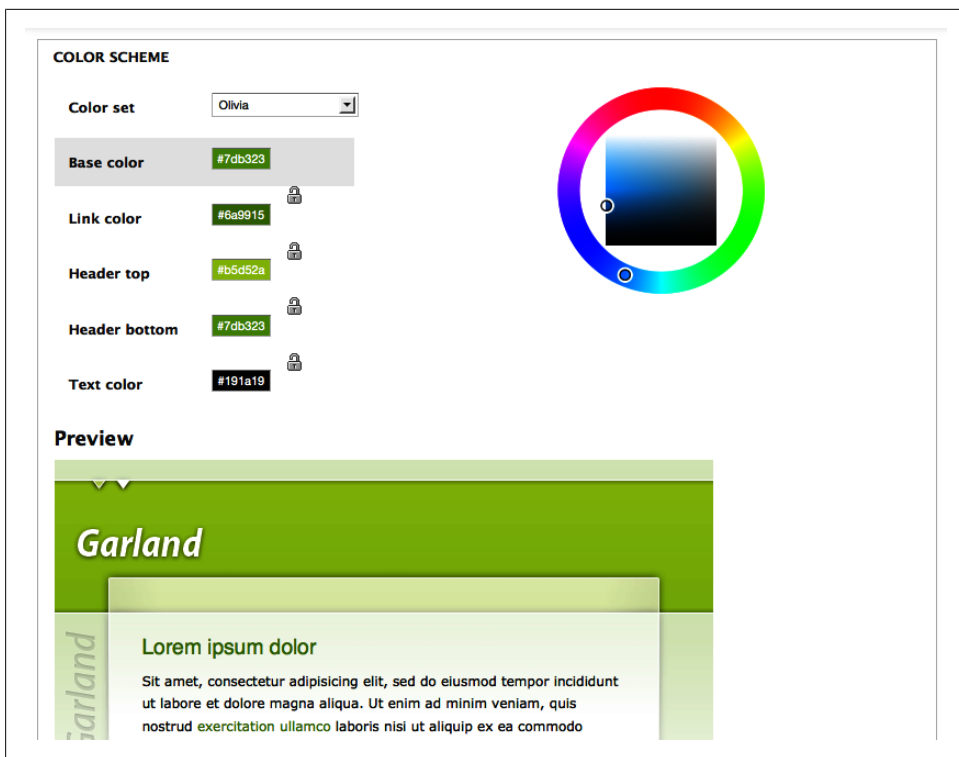 COLOR SCHEME
Color set Olivia
Base color #7db323
Link color #6a9915
Header top #b5d52a
Header bottom #7db323
Text color #191a19
Preview
Garland
Garland
Lorem ipsum dolor
Sit amet, consectetur adipisicing elit, sed do eiusmod tempor incididunt
ut labore et dolore magna aliqua. Ut enim ad minim veniam, quis
nostrud exercitation ullamco laboris nisi ut aliquip ex ea commodo